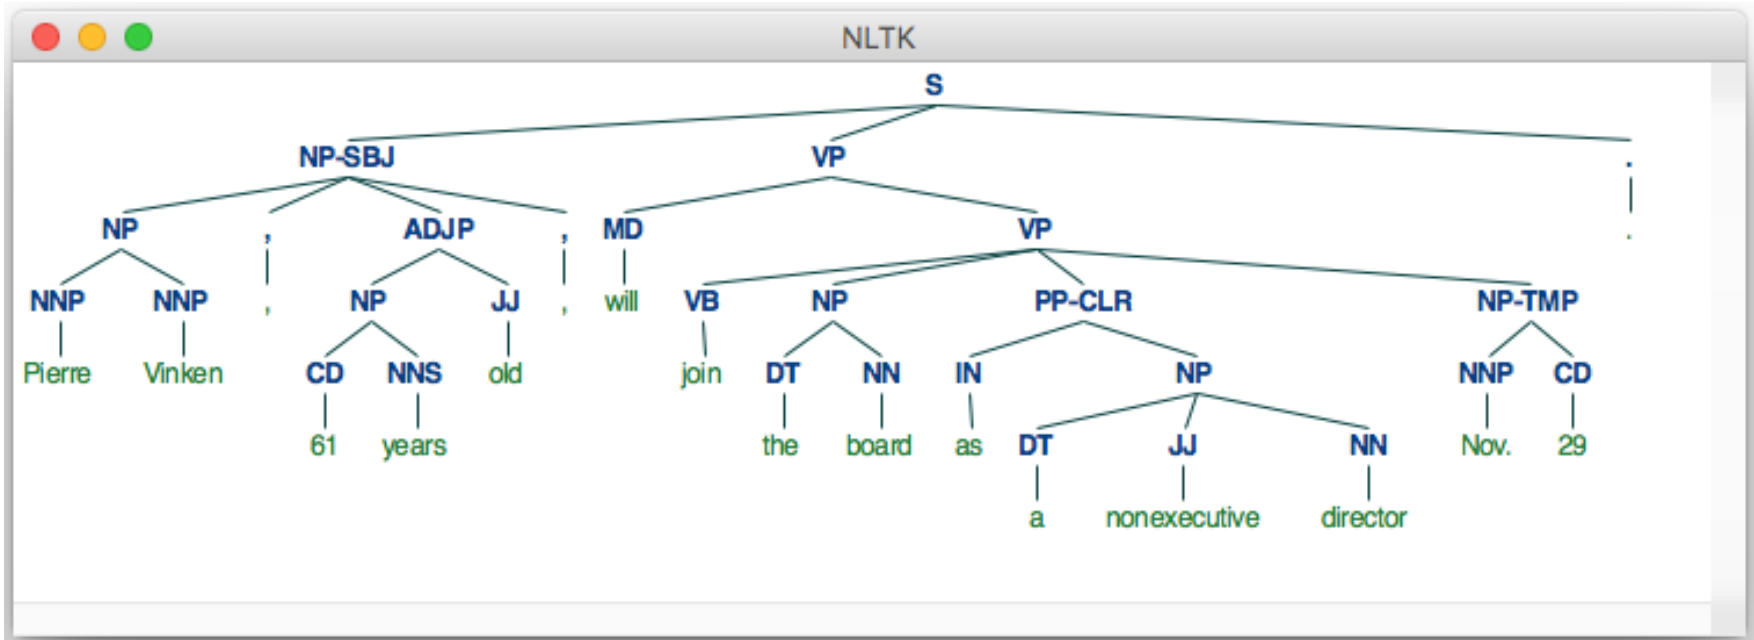 NLTK
S
NP-SBJ VP .
NP , ADJP , MD VP .
NNP NNP , NP JJ , will VB NP PP-CLR NP-TMP
Pierre Vinken CD NNS old join DT NN IN NP NNP CD
61 years the board as DT JJ NN Nov. 29
a nonexecutive director